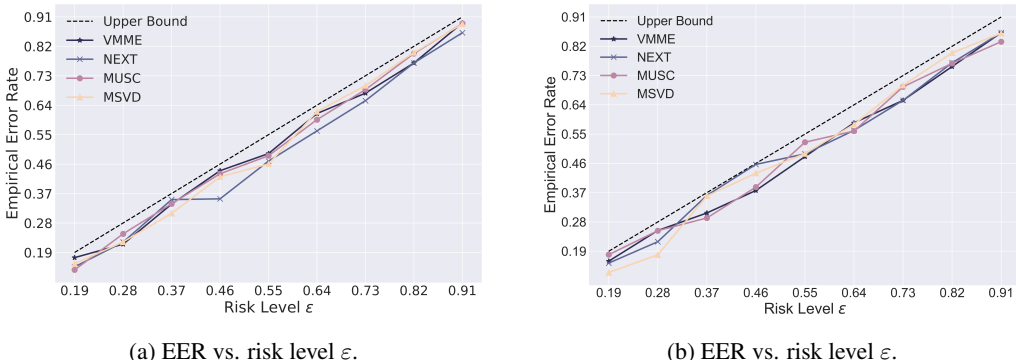 0.91
0.82
0.73
0.64
0.55
0.46
0.37
0.28
0.19
Empirical Error Rate
Upper Bound
VMME
NEXT
MUSC
MSVD
0.19 0.28 0.37 0.46 0.55 0.64 0.73 0.82 0.91
Risk Level ε
(a) EER vs. risk level ε.
0.91
0.82
0.73
0.64
0.55
0.46
0.37
0.28
0.19
Empirical Error Rate
Upper Bound
VMME
NEXT
MUSC
MSVD
0.19 0.28 0.37 0.46 0.55 0.64 0.73 0.82 0.91
Risk Level ε
(b) EER vs. risk level ε.